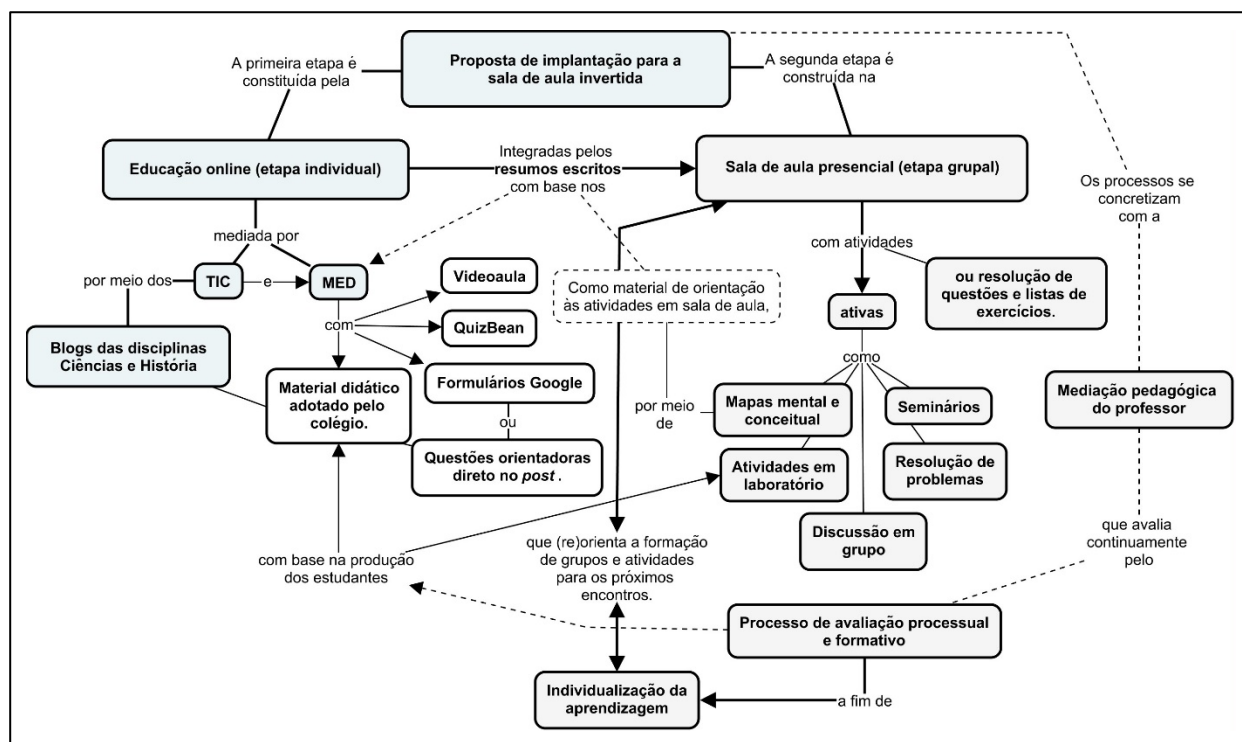 Proposta de implantação para a
sala de aula invertida
A primeira etapa é
constituída pela
A segunda etapa é
construída na
Educação online (etapa individual)
Integradas pelos
resumos escritos
com base nos
Sala de aula presencial (etapa grupal)
Os processos se
concretizam
com a
mediada por
com atividades
por meio dos
TIC
e
MED
Videoaula
Como material de orientação
às atividades em sala de aula,
ou resolução de
questões e listas de
exercícios.
ativas
com
QuizBean
Blogs das disciplinas
Ciências e História
como
Material didático
adotado pelo
colégio.
Formulários Google
por meio
de
Mapas mental e
conceitual
Seminários
Mediação pedagógica
do professor
ou
Questões orientadoras
direto no post .
Atividades em
laboratório
Resolução de
problemas
Discussão em
grupo
com base na produção
dos estudantes
que (re)orienta a formação
de grupos e atividades
para os próximos
encontros.
que avalia
continuamente
pelo
Processo de avaliação processual
e formativo
Individualização da
aprendizagem
a fim de